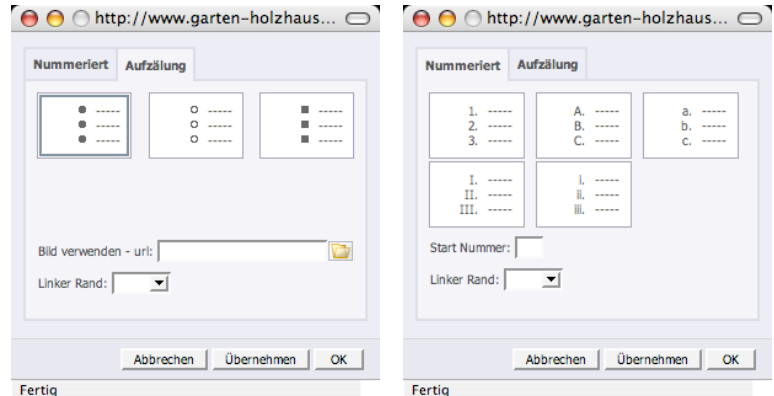 http://www.garten-holzhaus...
Nummeriert Aufzälung
-----
-----
-----
-----
-----
-----
-----
-----
-----
Bild verwenden - url:
Linker Rand:
Abbrechen Übernehmen OK
Fertig
http://www.garten-holzhaus...
Nummeriert Aufzälung
1. -----
2. -----
3. -----
A. -----
B. -----
C. -----
a. -----
b. -----
c. -----
I. -----
II. -----
III. -----
i. -----
ii. -----
iii. -----
Start Nummer:
Linker Rand:
Abbrechen Übernehmen OK
Fertig